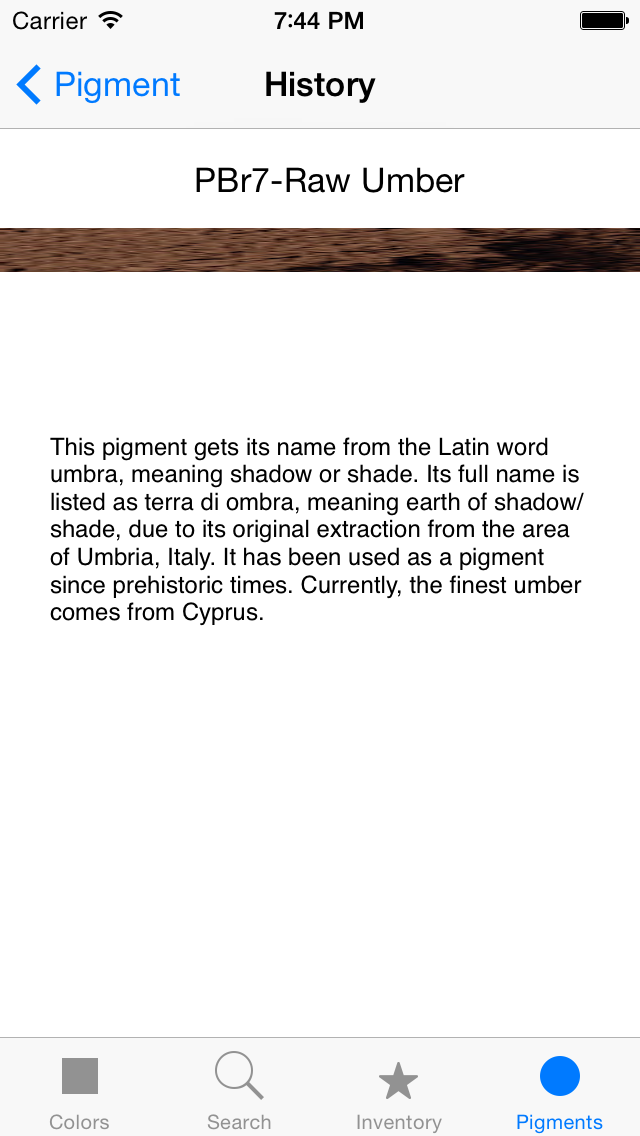 Carrier 7:44 PM
Pigment History
PBr7-Raw Umber
This pigment gets its name from the Latin word
umbra, meaning shadow or shade. Its full name is
listed as terra di ombra, meaning earth of shadow/
shade, due to its original extraction from the area
of Umbria, Italy. It has been used as a pigment
since prehistoric times. Currently, the finest umber
comes from Cyprus.
Colors Search Inventory Pigments